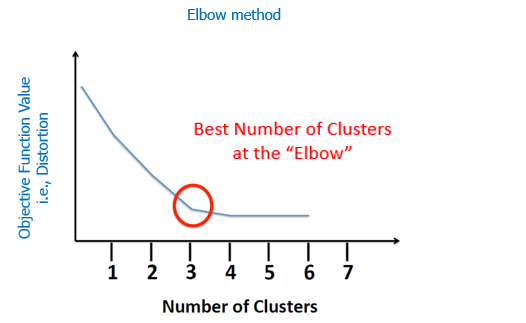 Elbow method
Objective Function Value
i.e., Distortion
Best Number of Clusters
at the “Elbow”
1 2 3 4 5 6 7
Number of Clusters